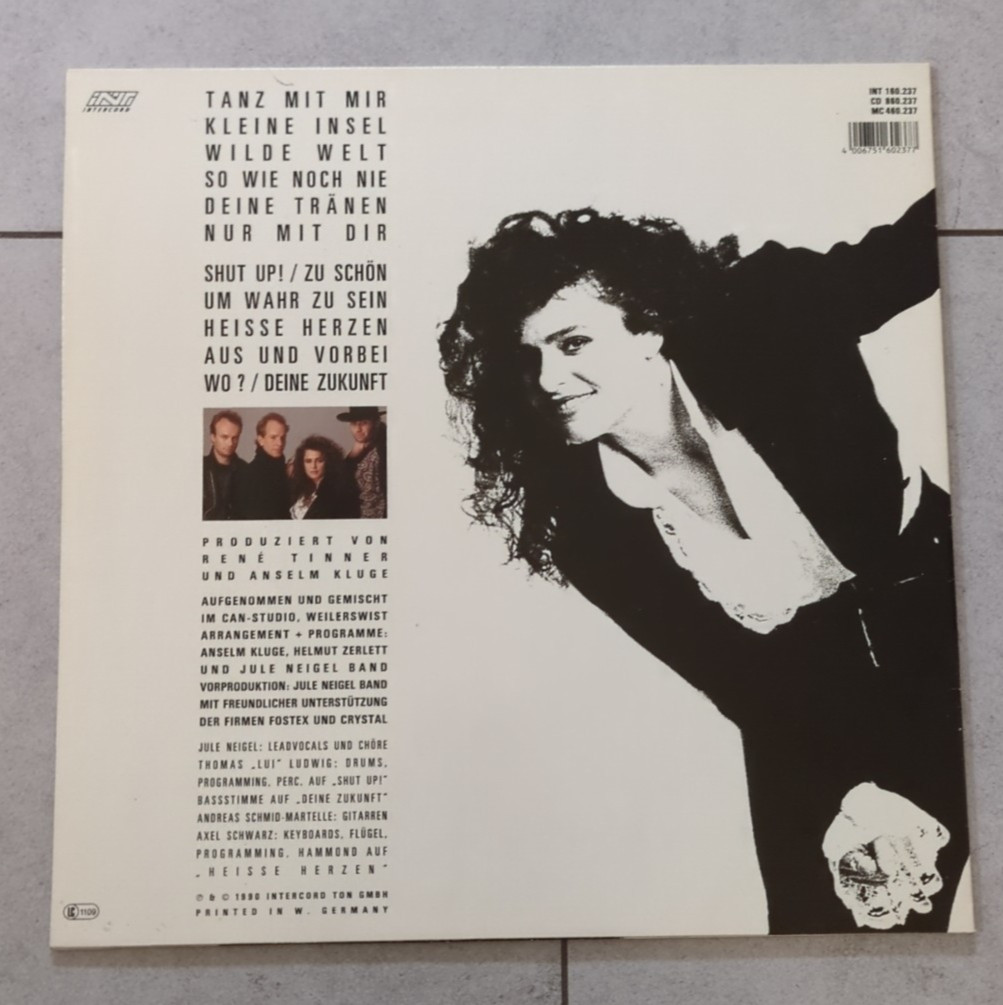 INTERCORD
TANZ MIT MIR
KLEINE INSEL
WILDE WELT
SO WIE NOCH NIE
DEINE TRÄNEN
NUR MIT DIR
SHUT UP! / ZU SCHÖN
UM WAHR ZU SEIN
HEISSE HERZEN
AUS UND VORBEI
WO ? / DEINE ZUKUNFT
PRODUZIERT VON
RENÉ TINNER
UND ANSELM KLUGE
AUFGENOMMEN UND GEMISCHT
IM CAN-STUDIO, WEILERSWIST
ARRANGEMENT + PROGRAMME:
ANSELM KLUGE, HELMUT ZERLETT
UND JULE NEIGEL BAND
VORPRODUKTION: JULE NEIGEL BAND
MIT FREUNDLICHER UNTERSTÜTZUNG
DER FIRMEN FOSTEX UND CRYSTAL
JULE NEIGEL: LEADVOCALS UND CHÖRE
THOMAS „LUI" LUDWIG: DRUMS,
PROGRAMMING, PERC. AUF „SHUT UP!"
BASSSTIMME AUF „DEINE ZUKUNFT"
ANDREAS SCHMID-MARTELLE: GITARREN
AXEL SCHWARZ: KEYBOARDS, FLÜGEL,
PROGRAMMING, HAMMOND AUF
„HEISSE HERZEN"
℗ & © 1990 INTERCORD TON GMBH
PRINTED IN W. GERMANY
LC 1109
INT 160.237
CD 860.237
MC 460.237
4 006751 602377